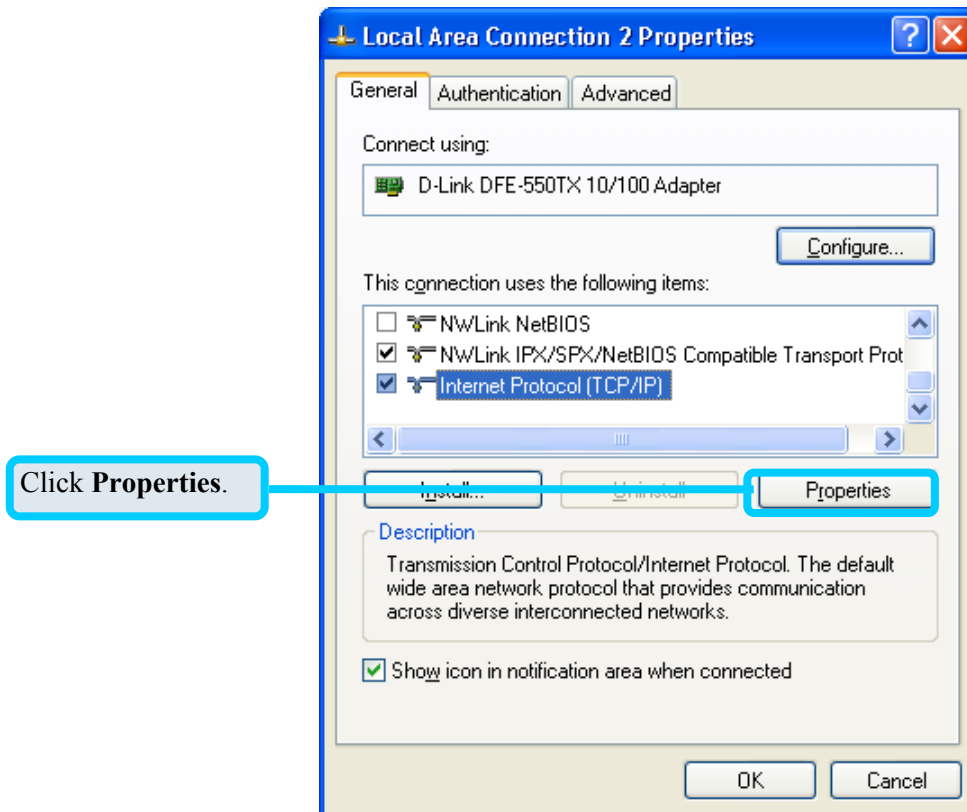 Local Area Connection 2 Properties
General Authentication Advanced
Connect using:
D-Link DFE-550TX 10/100 Adapter
Configure...
This connection uses the following items:
NWLink NetBIOS
NWLink IPX/SPX/NetBIOS Compatible Transport Prot
Internet Protocol (TCP/IP)
Click Properties.
Install... Uninstall Properties
Description
Transmission Control Protocol/Internet Protocol. The default
wide area network protocol that provides communication
across diverse interconnected networks.
Show icon in notification area when connected
OK Cancel